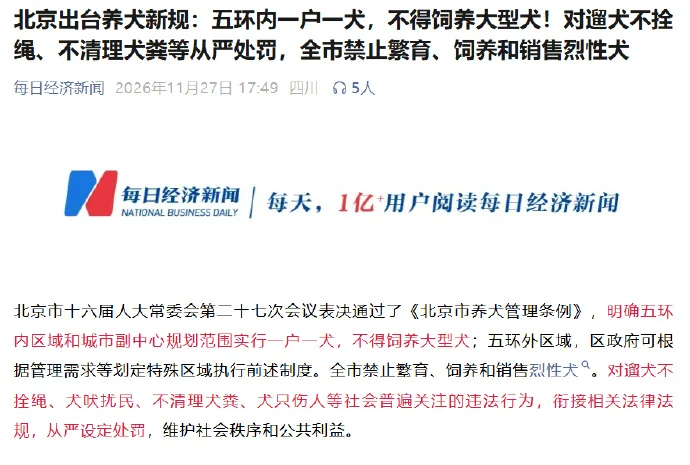 北京出台养犬新规：五环内一户一犬，不得饲养大型犬！对遛犬不拴
绳、不清理犬粪等从严处罚，全市禁止繁育、饲养和销售烈性犬
每日经济新闻 2026年11月27日 17:49 四川 5人
每日经济新闻
NATIONAL BUSINESS DAILY
每天，1亿+用户阅读每日经济新闻
北京市十六届人大常委会第二十七次会议表决通过了《北京市养犬管理条例》，明确五环
内区域和城市副中心规划范围实行一户一犬，不得饲养大型犬；五环外区域，区政府可根
据管理需求等划定特殊区域执行前述制度。全市禁止繁育、饲养和销售烈性犬。对遛犬不
拴绳、犬吠扰民、不清理犬粪、犬只伤人等社会普遍关注的违法行为，衔接相关法律法
规，从严设定处罚，维护社会秩序和公共利益。